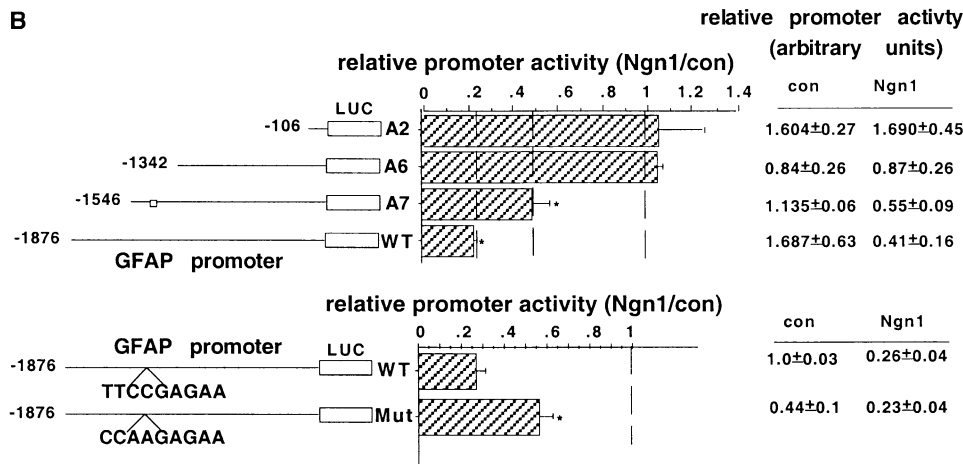 B
relative promoter activty
(arbitrary units)
relative promoter activity (Ngn1/con)
con Ngn1
0 .2 .4 .6 .8 1 1.2 1.4
LUC
-106 A2 1.604±0.27 1.690±0.45
-1342 A6 0.84±0.26 0.87±0.26
-1546 A7 * 1.135±0.06 0.55±0.09
-1876 WT * 1.687±0.63 0.41±0.16
GFAP promoter
relative promoter activity (Ngn1/con)
con Ngn1
0 .2 .4 .6 .8 1
GFAP promoter LUC
-1876 WT 1.0±0.03 0.26±0.04
TTCCGAGAA
-1876 Mut * 0.44±0.1 0.23±0.04
CCAAGAGAA